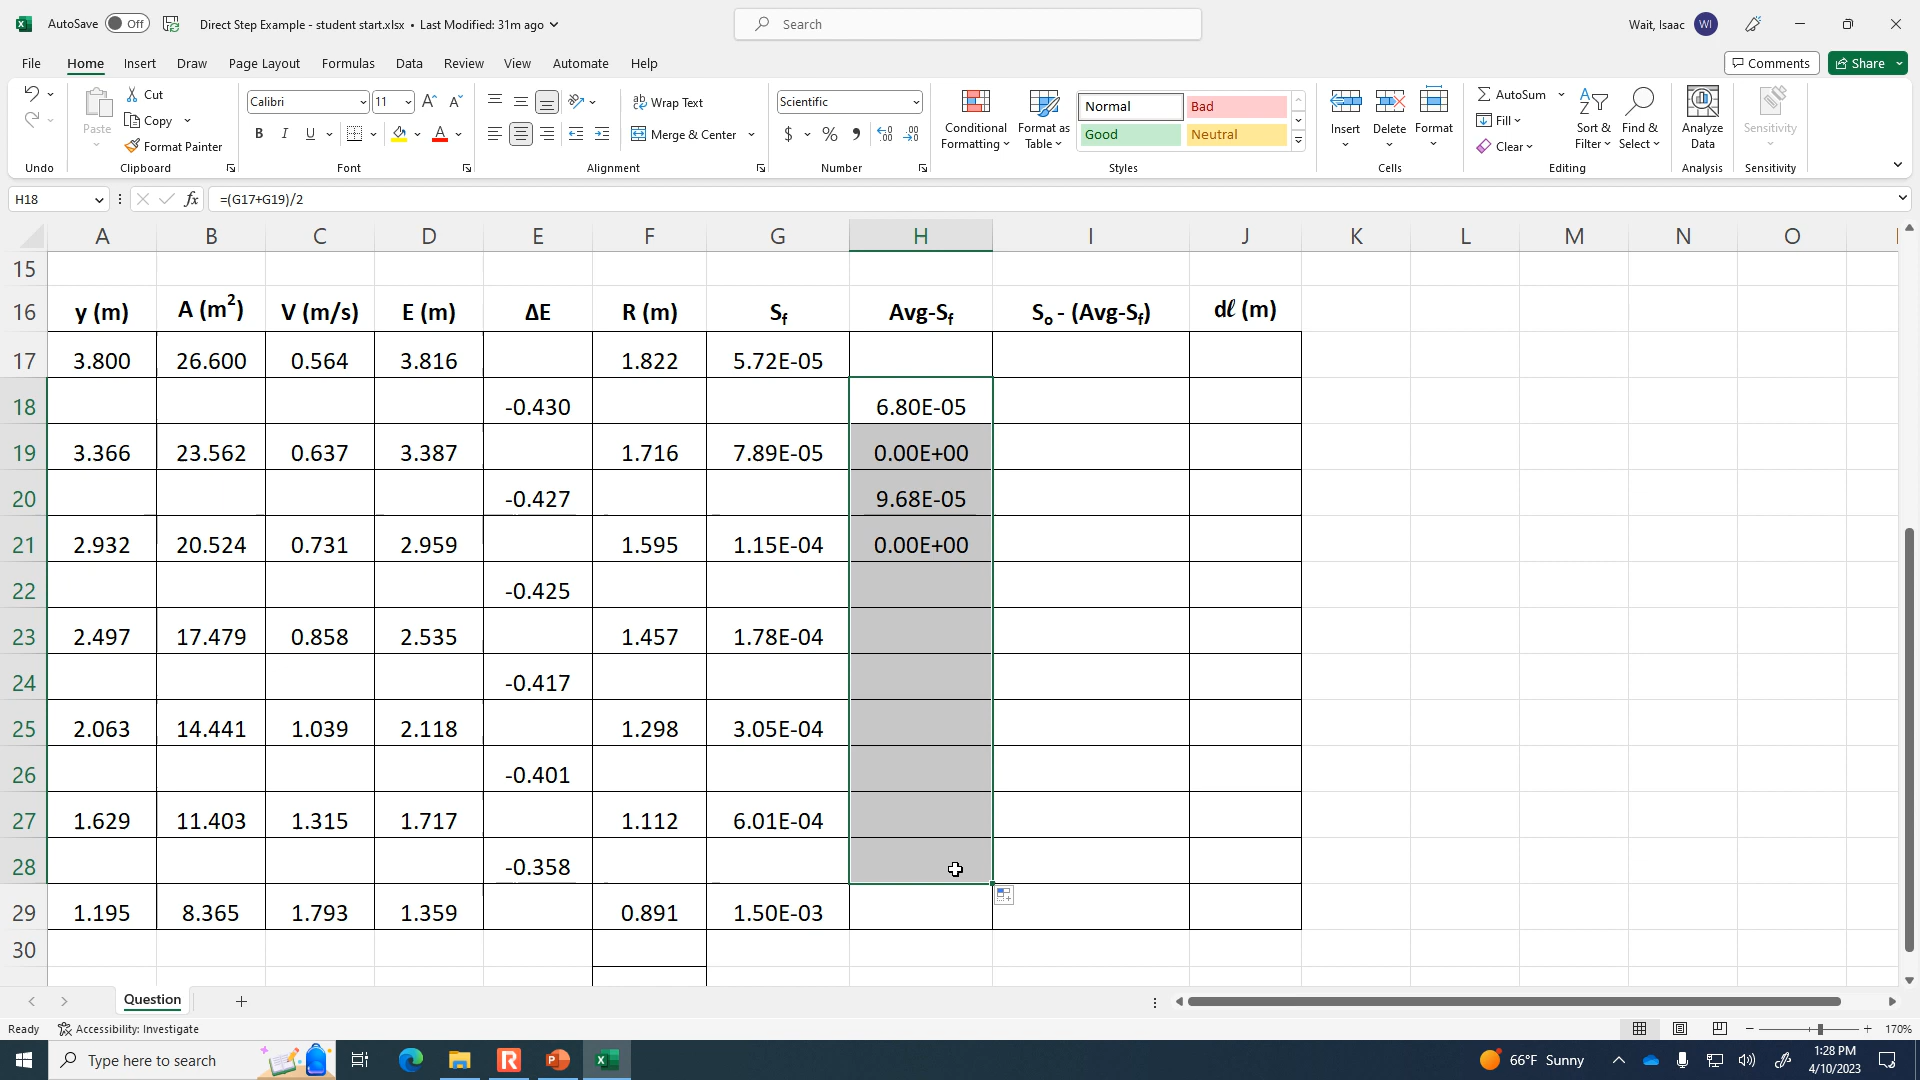 AutoSave Off Direct Step Example - student start.xlsx • Last Modified: 31m ago Search Wait, Isaac WI
File Home Insert Draw Page Layout Formulas Data Review View Automate Help Comments Share
Cut Calibri 11 A^ A˅ Wrap Text Scientific Normal Bad AutoSum
Paste Copy B I U A Merge & Center $ % , Conditional Formatting Format as Table Good Neutral Insert Delete Format Fill Sort & Filter Find & Select Analyze Data Sensitivity
Format Painter Clear
Undo Clipboard Font Alignment Number Styles Cells Editing Analysis Sensitivity
H18 fx =(G17+G19)/2
A B C D E F G H I J K L M N O
15
16 y (m) A (m²) V (m/s) E (m) ΔE R (m) Sf Avg-Sf So - (Avg-Sf) dℓ (m)
17 3.800 26.600 0.564 3.816 1.822 5.72E-05
18 -0.430 6.80E-05
19 3.366 23.562 0.637 3.387 1.716 7.89E-05 0.00E+00
20 -0.427 9.68E-05
21 2.932 20.524 0.731 2.959 1.595 1.15E-04 0.00E+00
22 -0.425
23 2.497 17.479 0.858 2.535 1.457 1.78E-04
24 -0.417
25 2.063 14.441 1.039 2.118 1.298 3.05E-04
26 -0.401
27 1.629 11.403 1.315 1.717 1.112 6.01E-04
28 -0.358
29 1.195 8.365 1.793 1.359 0.891 1.50E-03
30
Question
Ready Accessibility: Investigate 170%
Type here to search 66°F Sunny 1:28 PM
4/10/2023